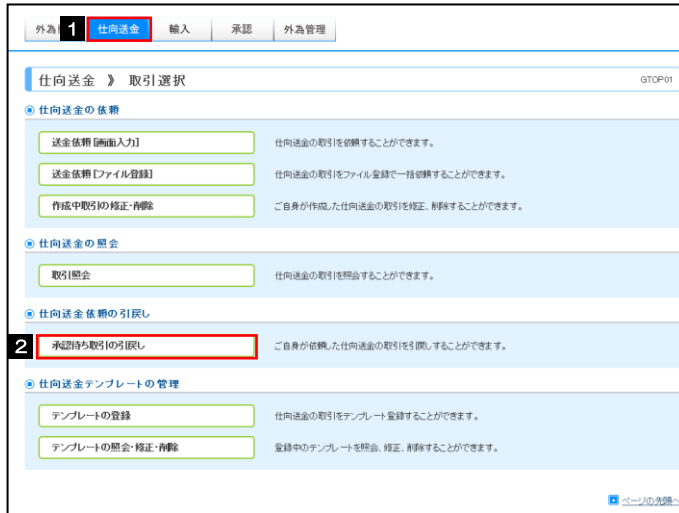 外為 1 仕向送金 輸入 承認 外為管理
仕向送金 》 取引選択 GTOP01
仕向送金の依頼
送金依頼[画面入力] 仕向送金の取引を依頼することができます。
送金依頼[ファイル登録] 仕向送金の取引をファイル登録で一括依頼することができます。
作成中取引の修正・削除 ご自身が作成した仕向送金の取引を修正、削除することができます。
仕向送金の照会
取引照会 仕向送金の取引を照会することができます。
仕向送金依頼の引戻し
2 承認待ち取引の引戻し ご自身が依頼した仕向送金の取引を引戻しすることができます。
仕向送金テンプレートの管理
テンプレートの登録 仕向送金の取引をテンプレート登録することができます。
テンプレートの照会・修正・削除 登録中のテンプレートを照会、修正、削除することができます。
ページの先頭へ